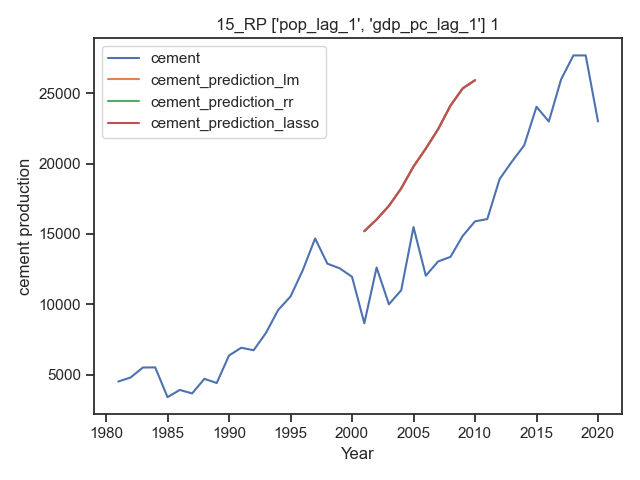 15_RP ['pop_lag_1', 'gdp_pc_lag_1'] 1
cement
cement_prediction_lm
cement_prediction_rr
cement_prediction_lasso
cement production
25000
20000
15000
10000
5000
1980 1985 1990 1995 2000 2005 2010 2015 2020
Year